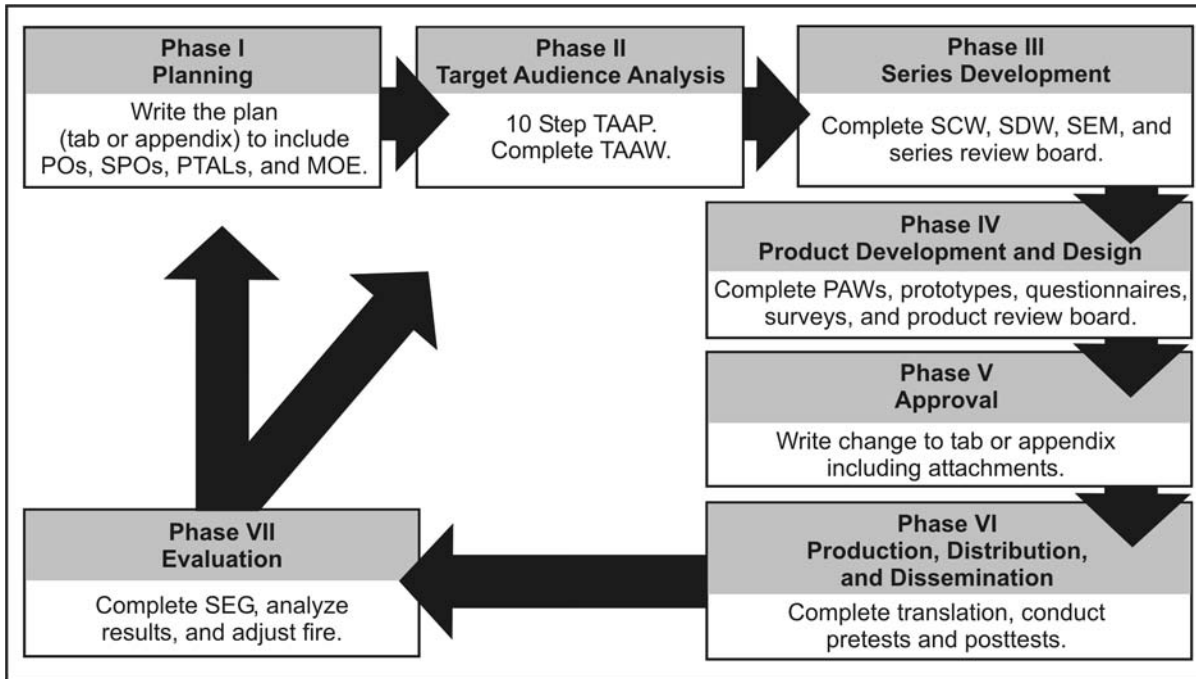 Phase I
Planning
Write the plan
(tab or appendix) to include
POs, SPOs, PTALs, and MOE.
Phase II
Target Audience Analysis
10 Step TAAP.
Complete TAAW.
Phase III
Series Development
Complete SCW, SDW, SEM, and
series review board.
Phase IV
Product Development and Design
Complete PAWs, prototypes, questionnaires,
surveys, and product review board.
Phase V
Approval
Write change to tab or appendix
including attachments.
Phase VI
Production, Distribution,
and Dissemination
Complete translation, conduct
pretests and posttests.
Phase VII
Evaluation
Complete SEG, analyze
results, and adjust fire.